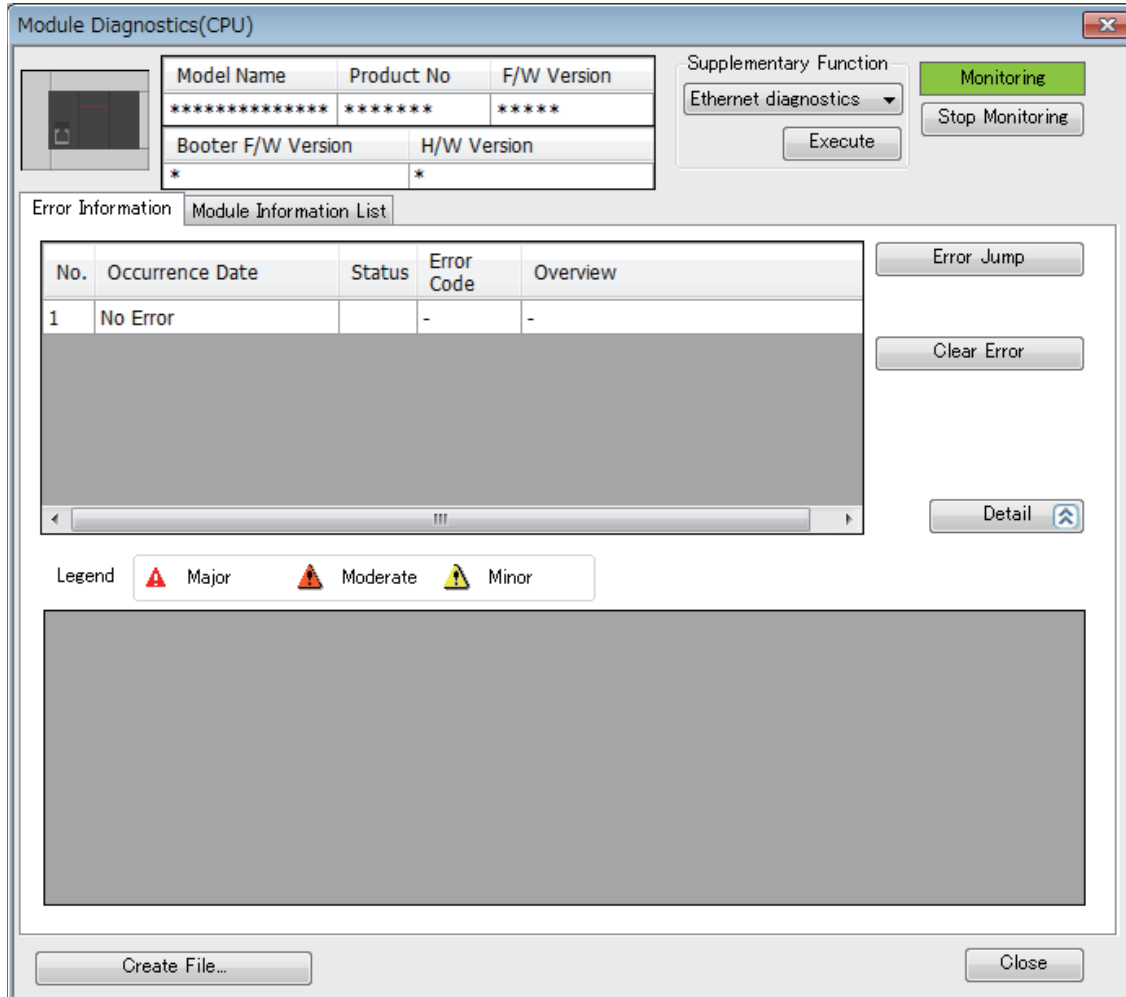 Module Diagnostics(CPU)
Model Name Product No F/W Version
************** ******* *****
Booter F/W Version H/W Version
* *
Supplementary Function
Ethernet diagnostics
Execute
Monitoring
Stop Monitoring
Error Information Module Information List
No. Occurrence Date Status Error Code Overview
1 No Error - -
Error Jump
Clear Error
Detail
Legend Major Moderate Minor
Create File...
Close